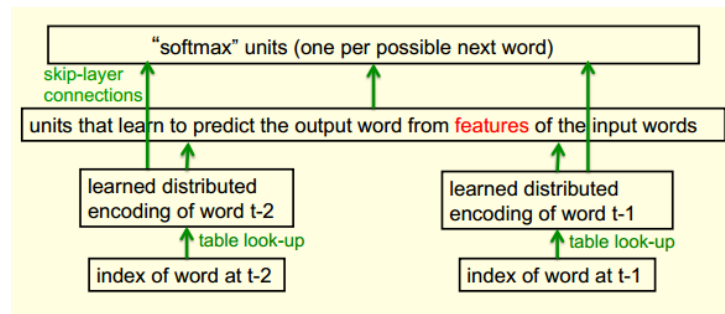 “softmax” units (one per possible next word)
skip-layer
connections
units that learn to predict the output word from features of the input words
learned distributed
encoding of word t-2
learned distributed
encoding of word t-1
table look-up
table look-up
index of word at t-2
index of word at t-1